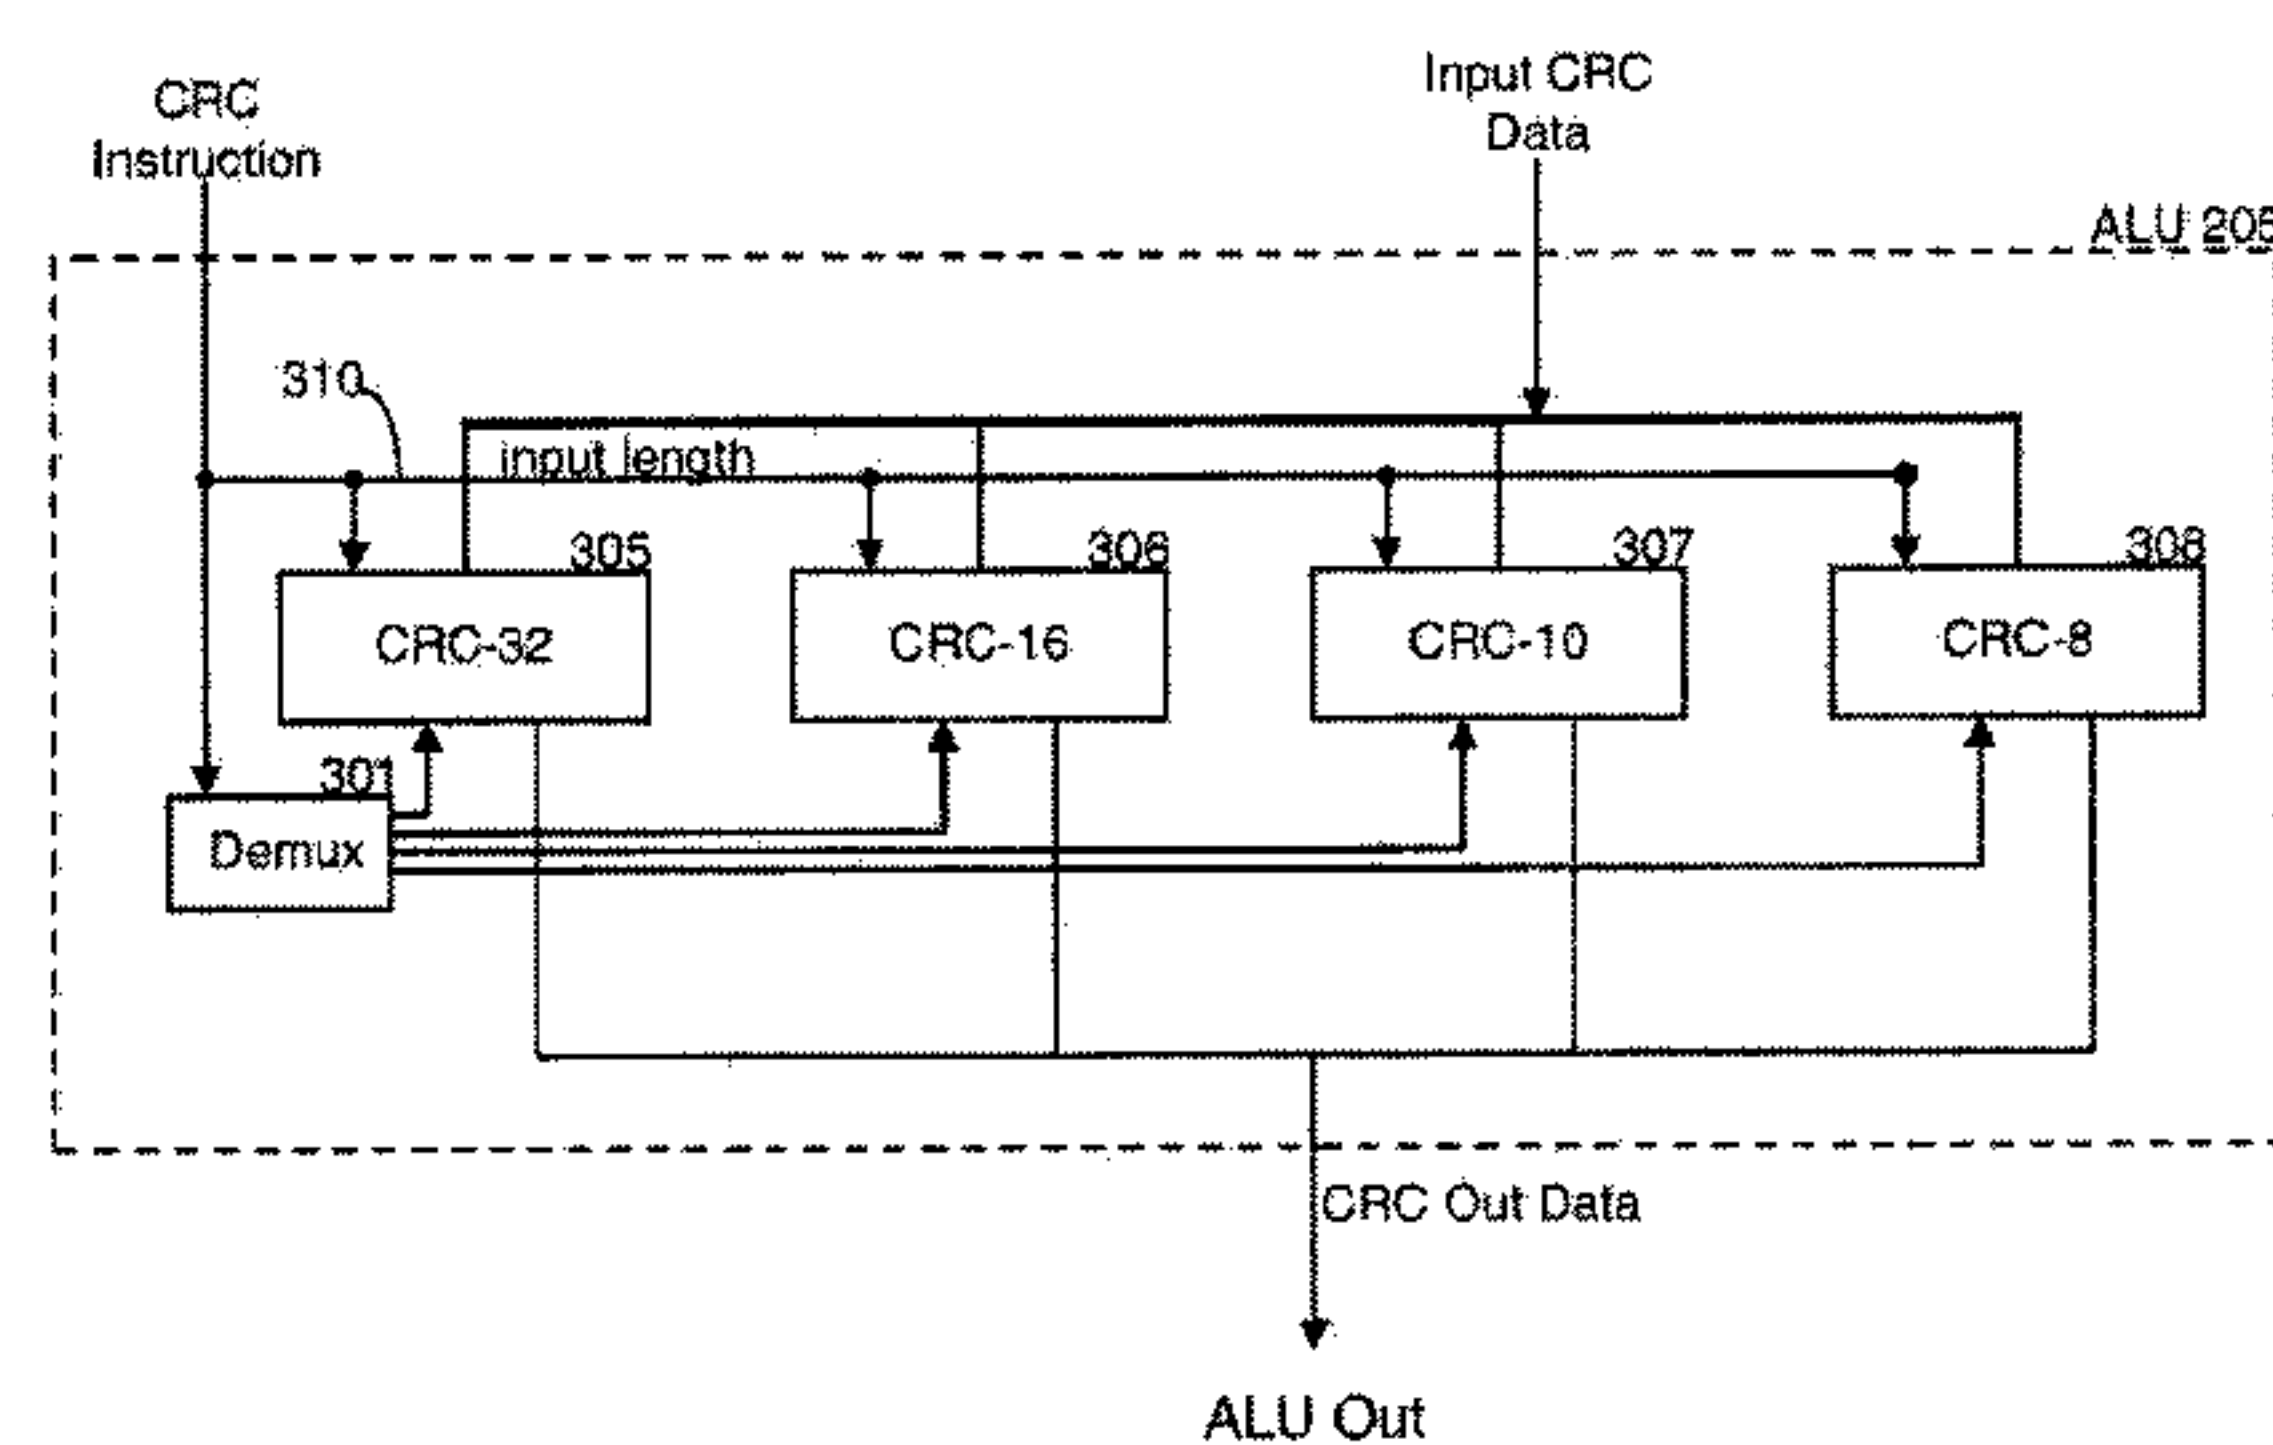 CRC
Instruction
Input CRC
Data
ALU 205
310
input length
305
306
307
308
CRC-32
CRC-16
CRC-10
CRC-8
301
Demux
CRC Out Data
ALU Out